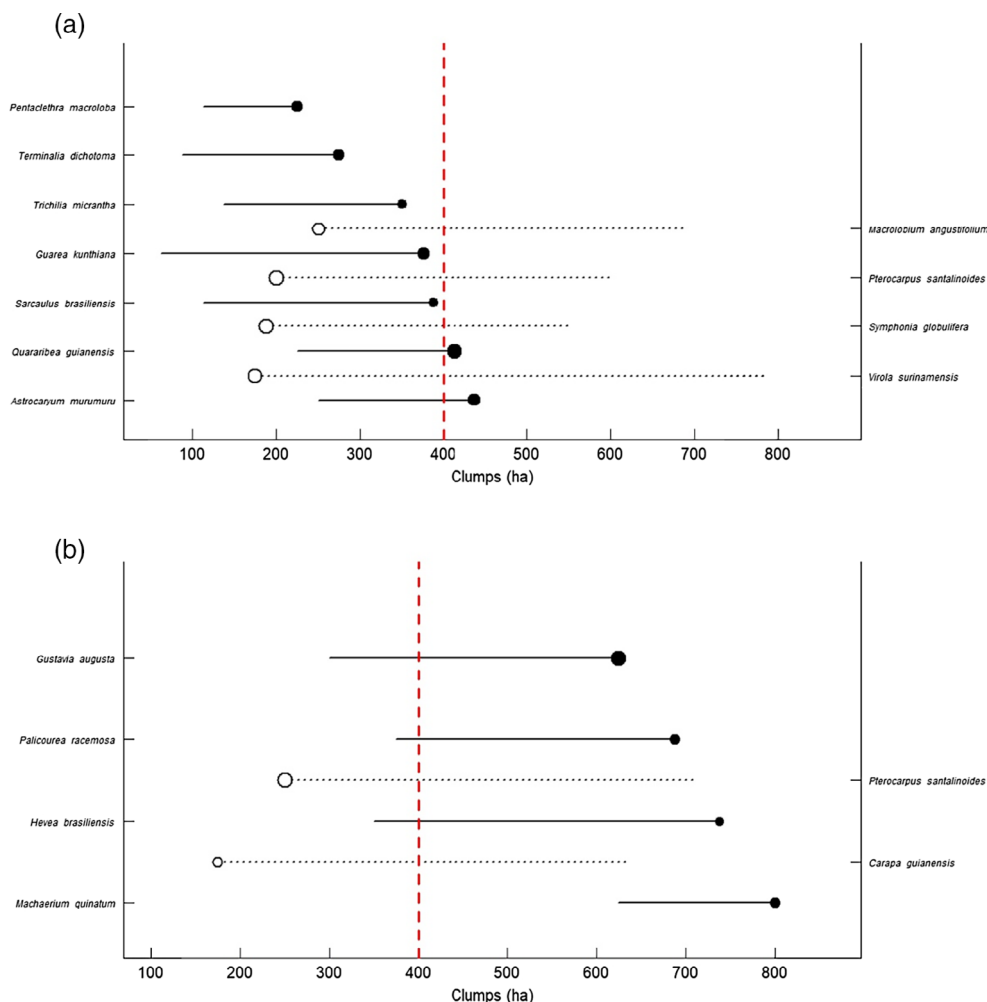 (a)
Pentaclethra macroloba
Terminalia dichotoma
Trichilia micrantha
Macrolobium angustifolium
Guarea kunthiana
Pterocarpus santalinoides
Sarcaulus brasiliensis
Symphonia globulifera
Quararibea guianensis
Virola surinamensis
Astrocaryum murumuru
100 200 300 400 500 600 700 800
Clumps (ha)
(b)
Gustavia augusta
Palicourea racemosa
Pterocarpus santalinoides
Hevea brasiliensis
Carapa guianensis
Machaerium quinatum
100 200 300 400 500 600 700 800
Clumps (ha)